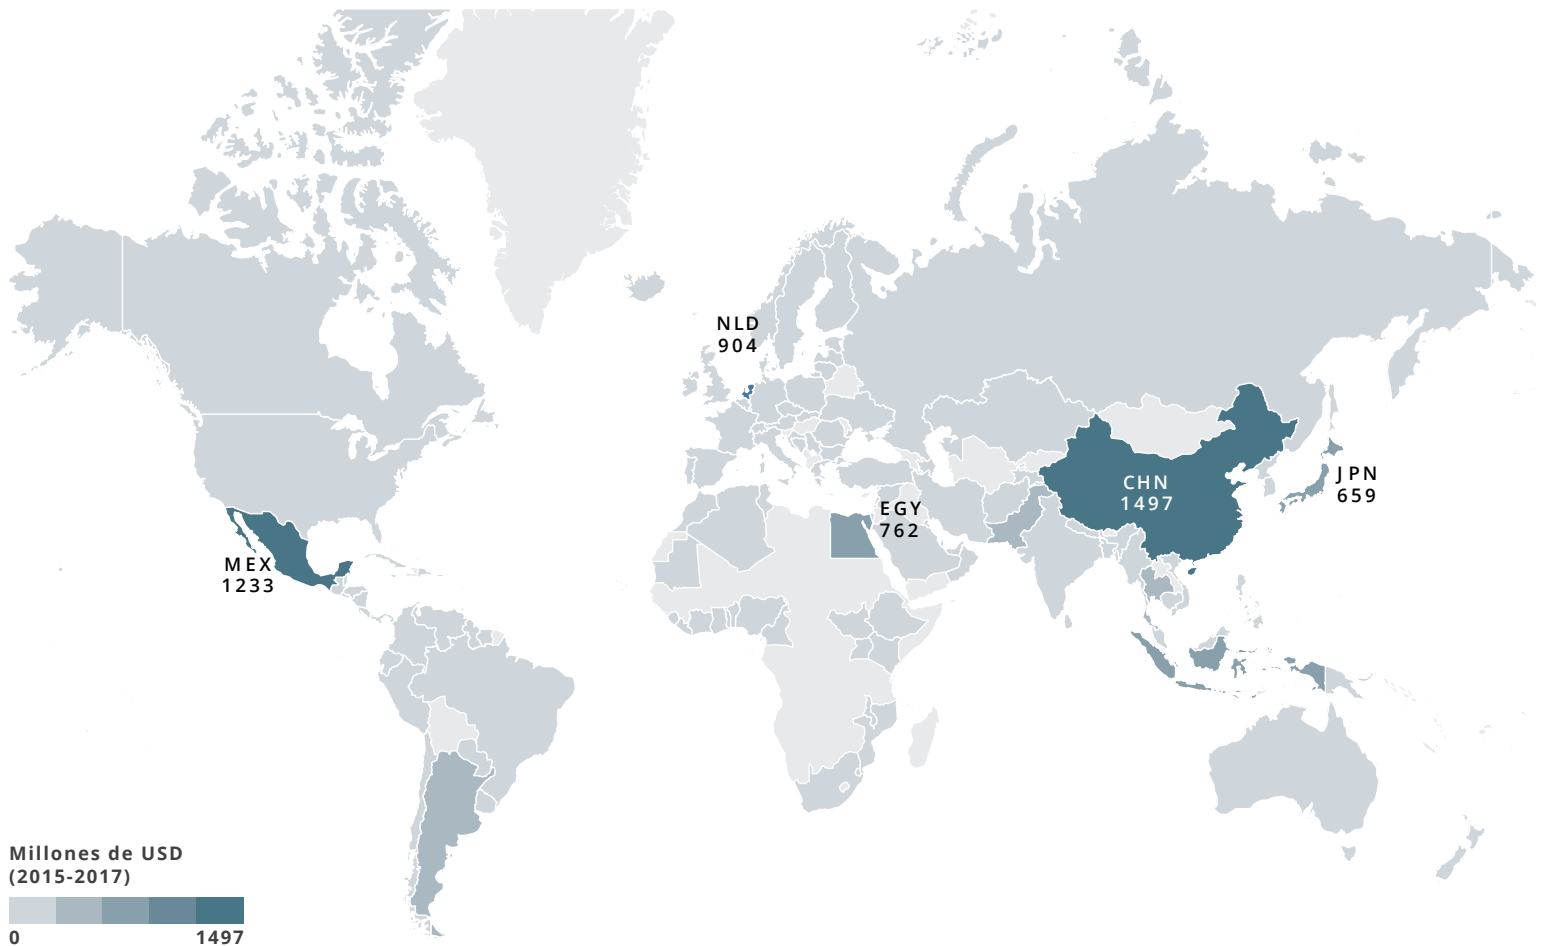 NLD
904
CHN
1497
JPN
659
EGY
762
MEX
1233
Millones de USD
(2015-2017)
0 1497